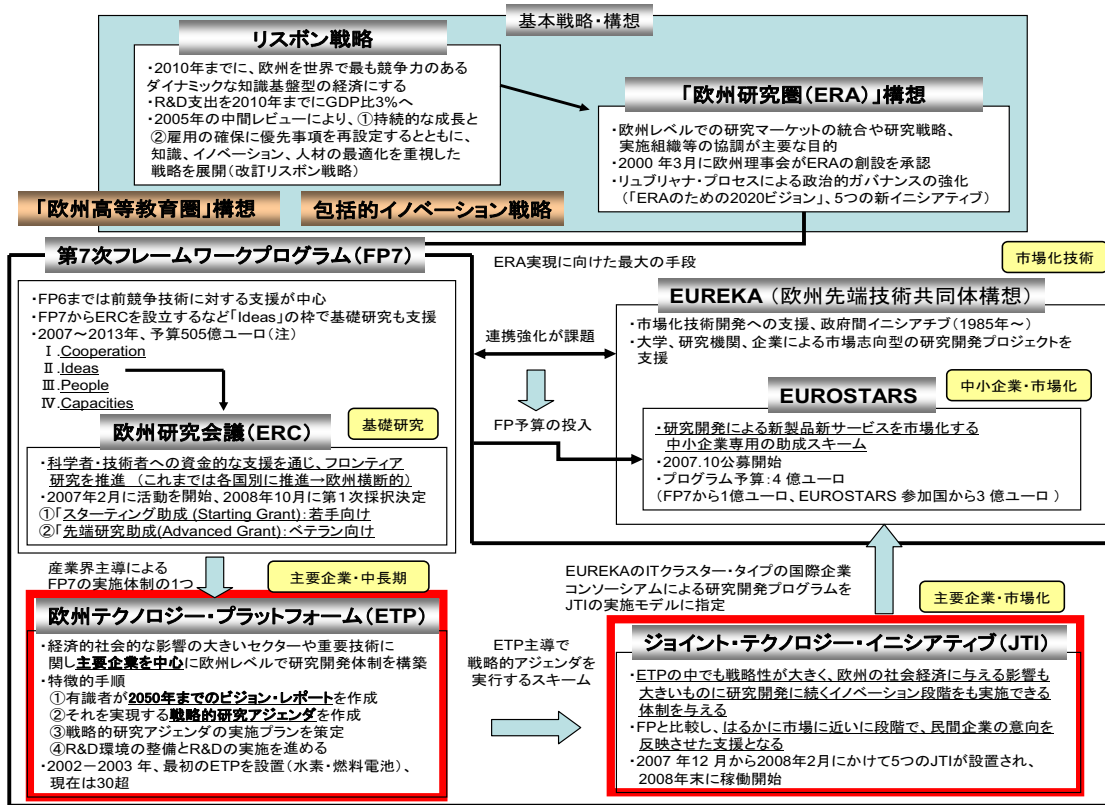 基本戦略・構想
リスボン戦略
・2010年までに、欧州を世界で最も競争力のある
ダイナミックな知識基盤型の経済にする
・R&D支出を2010年までにGDP比3%へ
・2005年の中間レビューにより、①持続的な成長と
②雇用の確保に優先事項を再設定するとともに、
知識、イノベーション、人材の最適化を重視した
戦略を展開(改訂リスボン戦略)
「欧州研究圏(ERA)」構想
・欧州レベルでの研究マーケットの統合や研究戦略、
実施組織等の協調が主要な目的
・2000 年3月に欧州理事会がERAの創設を承認
・リュブリャナ・プロセスによる政治的ガバナンスの強化
(「ERAのための2020ビジョン」、5つの新イニシアティブ)
「欧州高等教育圏」構想
包括的イノベーション戦略
第7次フレームワークプログラム(FP7)
・FP6までは前競争技術に対する支援が中心
・FP7からERCを設立するなど「Ideas」の枠で基礎研究も支援
・2007～2013年、予算505億ユーロ(注)
Ⅰ.Cooperation
Ⅱ.Ideas
Ⅲ.People
Ⅳ.Capacities
ERA実現に向けた最大の手段
市場化技術
EUREKA(欧州先端技術共同体構想)
・市場化技術開発への支援、政府間イニシアチブ(1985年～)
・大学、研究機関、企業による市場志向型の研究開発プロジェクトを
支援
連携強化が課題
FP予算の投入
中小企業・市場化
EUROSTARS
・研究開発による新製品新サービスを市場化する
中小企業専用の助成スキーム
・2007.10公募開始
・プログラム予算:4 億ユーロ
(FP7から1億ユーロ、EUROSTARS 参加国から3 億ユーロ )
基礎研究
欧州研究会議(ERC)
・科学者・技術者への資金的な支援を通じ、フロンティア
研究を推進 (これまでは各国別に推進→欧州横断的)
・2007年2月に活動を開始、2008年10月に第1次採択決定
①「スターティング助成 (Starting Grant):若手向け
②「先端研究助成(Advanced Grant):ベテラン向け
産業界主導による
FP7の実施体制の1つ
主要企業・中長期
欧州テクノロジー・プラットフォーム(ETP)
・経済的社会的な影響の大きいセクターや重要技術に
関し主要企業を中心に欧州レベルで研究開発体制を構築
・特徴的手順
①有識者が2050年までのビジョン・レポートを作成
②それを実現する戦略的研究アジェンダを作成
③戦略的研究アジェンダの実施プランを策定
④R&D環境の整備とR&Dの実施を進める
・2002－2003 年、最初のETPを設置(水素・燃料電池)、
現在は30超
ETP主導で
戦略的アジェンダを
実行するスキーム
EUREKAのITクラスター・タイプの国際企業
コンソーシアムによる研究開発プログラムを
JTIの実施モデルに指定
主要企業・市場化
ジョイント・テクノロジー・イニシアティブ(JTI)
・ETPの中でも戦略性が大きく、欧州の社会経済に与える影響も
大きいものに研究開発に続くイノベーション段階をも実施できる
体制を与える
・FPと比較し、はるかに市場に近いに段階で、民間企業の意向を
反映させた支援となる
・2007 年12 月から2008年2月にかけて5つのJTIが設置され、
2008年末に稼働開始